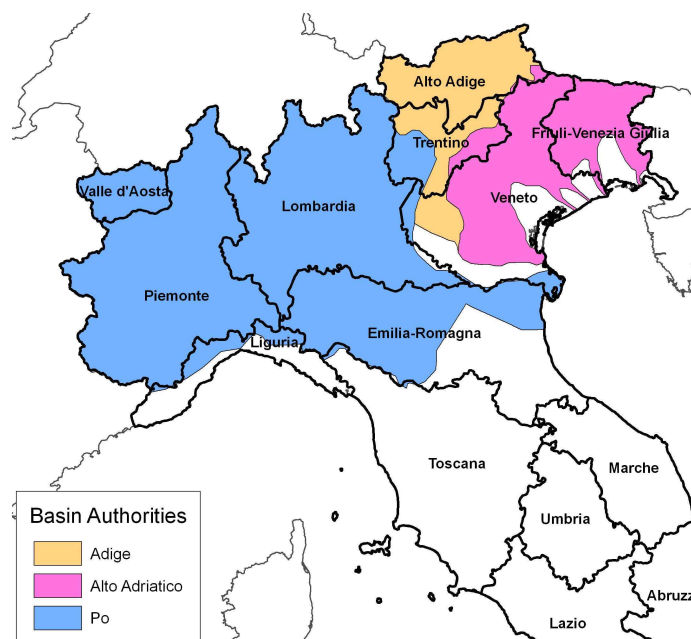 Alto Adige
Trentino
Friuli-Venezia Giulia
Valle d'Aosta
Lombardia
Veneto
Piemonte
Emilia-Romagna
Liguria
Toscana
Marche
Umbria
Abruzz
Lazio
Basin Authorities
Adige
Alto Adriatico
Po